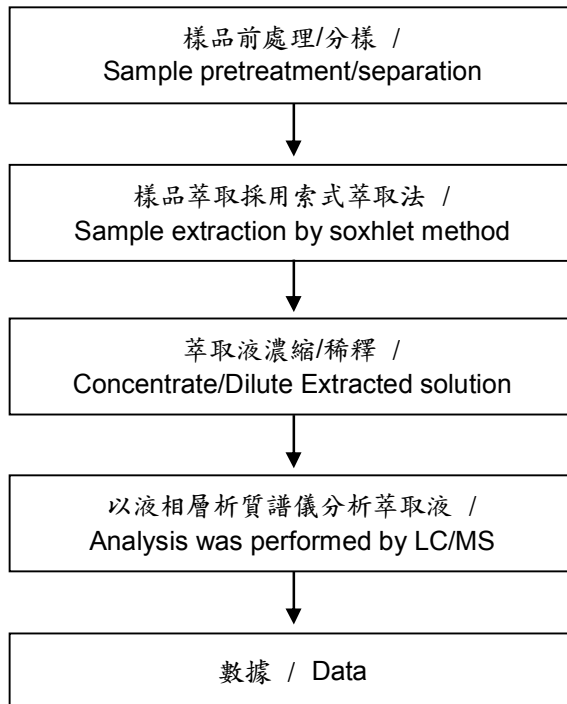 樣品前處理/分樣 /
Sample pretreatment/separation
樣品萃取採用索式萃取法 /
Sample extraction by soxhlet method
萃取液濃縮/稀釋 /
Concentrate/Dilute Extracted solution
以液相層析質譜儀分析萃取液 /
Analysis was performed by LC/MS
數據 / Data